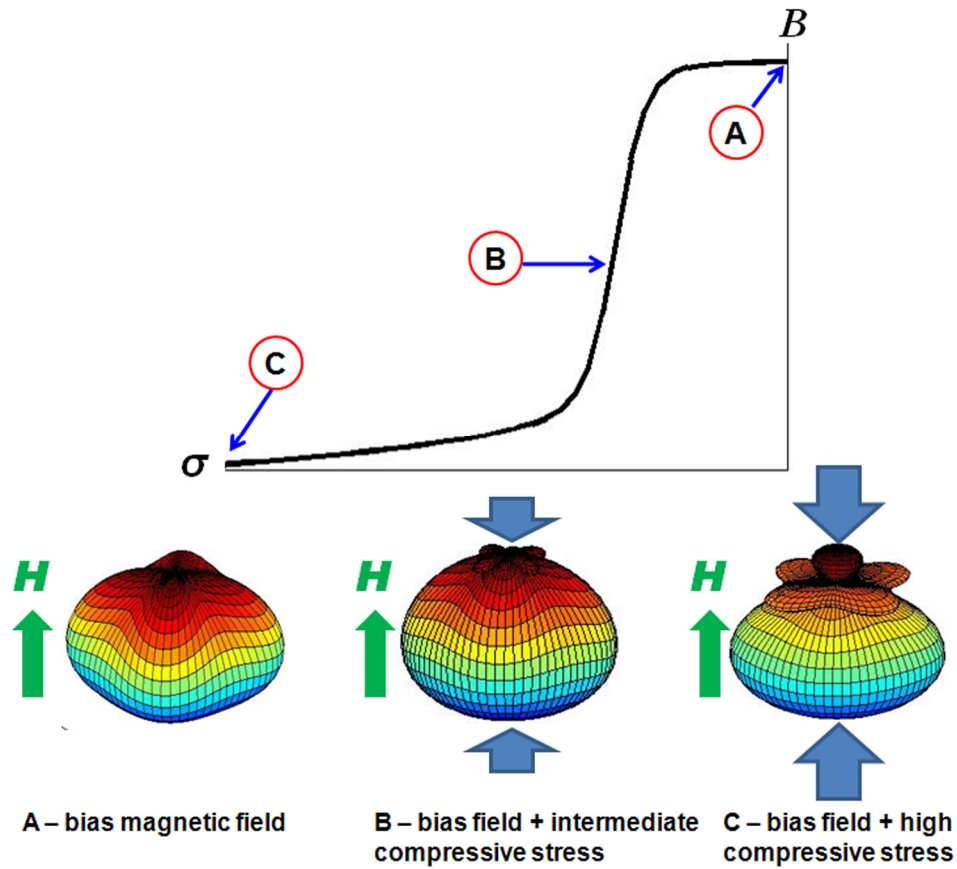 B
A
B
C
σ
H
H
H
A – bias magnetic field
B – bias field + intermediate
compressive stress
C – bias field + high
compressive stress